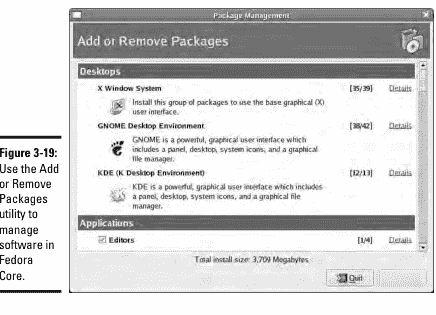 Package Management
Add or Remove Packages
Desktops
X Window System [35/39] Details
Install this group of packages to use the base graphical (X)
user interface.
GNOME Desktop Environment [38/42] Details
GNOME is a powerful, graphical user interface which
includes a panel, desktop, system icons, and a graphical
file manager.
KDE (K Desktop Environment) [12/13] Details
KDE is a powerful, graphical user interface which includes
a panel, desktop, system icons, and a graphical file
manager.
Applications
Editors [1/4] Details
Total install size: 3,709 Megabytes
Quit
Figure 3-19:
Use the Add
or Remove
Packages
utility to
manage
software in
Fedora
Core.